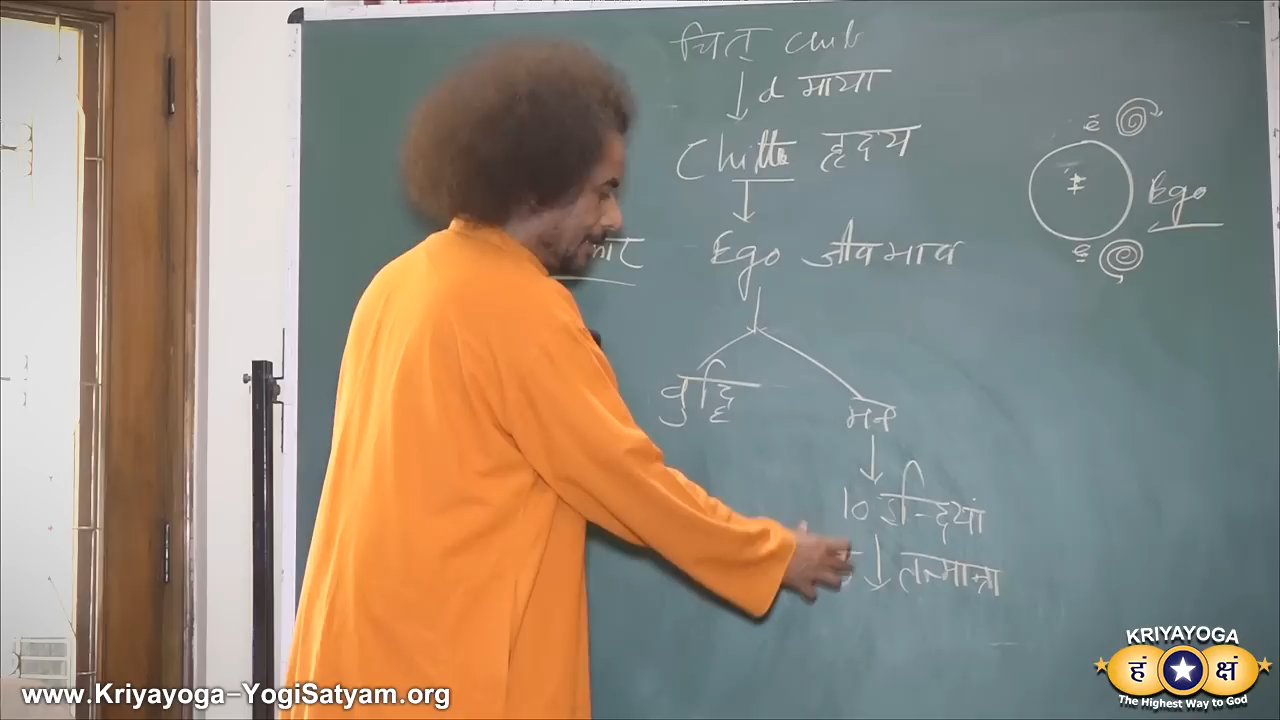 चित्
माया
Chitta हृदय
Ego जीवभाव
Ego
बुद्धि
मन
10 इन्द्रियां
5 तन्मात्रा
KRIYAYOGA
हं क्षं
The Highest Way to God
www.Kriyayoga-YogiSatyam.org